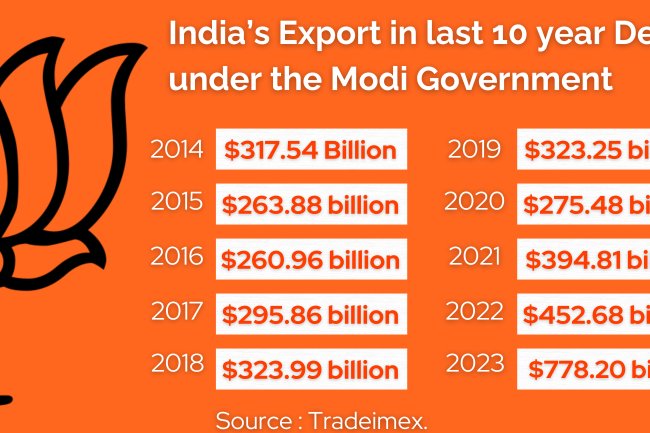 India's Export in last 10 year De
under the Modi Government
2014 $317.54 Billion 2019 $323.25 bi
2015 $263.88 billion 2020 $275.48 bi
2016 $260.96 billion 2021 $394.81 bi
2017 $295.86 billion 2022 $452.68 bi
2018 $323.99 billion 2023 $778.20 bi
Source : Tradeimex.